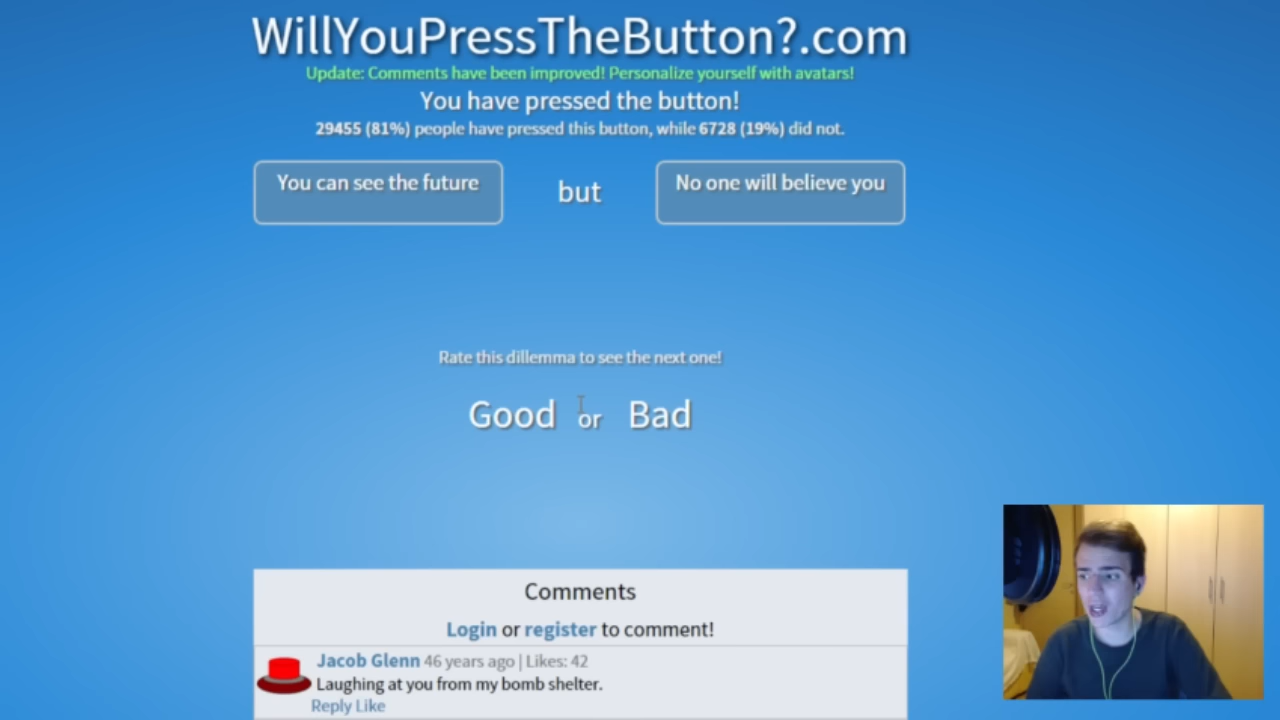 WillYouPressTheButton?.com
Update: Comments have been improved! Personalize yourself with avatars!
You have pressed the button!
29455 (81%) people have pressed this button, while 6728 (19%) did not.
You can see the future
but
No one will believe you
Rate this dillemma to see the next one!
Good or Bad
Comments
Login or register to comment!
Jacob Glenn 46 years ago | Likes: 42
Laughing at you from my bomb shelter.
Reply Like